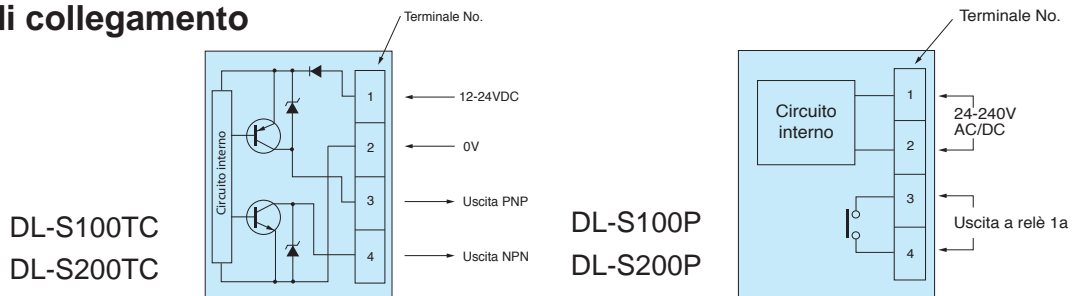 li collegamento
Terminale No.
Circuito interno
1
2
3
4
12-24VDC
0V
Uscita PNP
Uscita NPN
DL-S100TC
DL-S200TC
Terminale No.
Circuito
interno
1
2
3
4
24-240V
AC/DC
Uscita a relè 1a
DL-S100P
DL-S200P